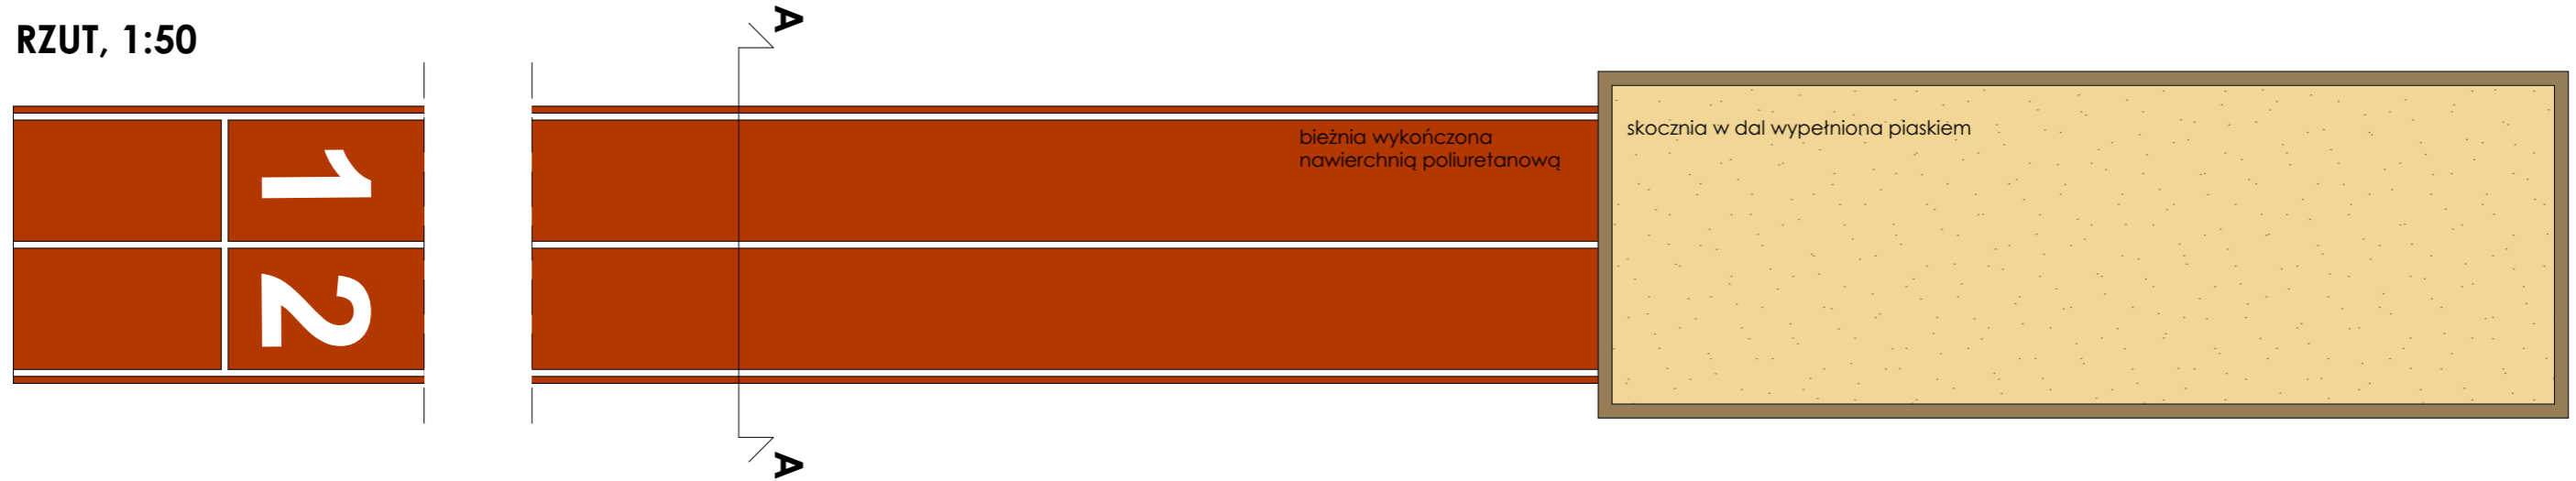 RZUT, 1:50
A
bieżnia wykończona
nawierzchnią poliuretanową
skocznia w dal wypełniona piaskiem
1
2
A